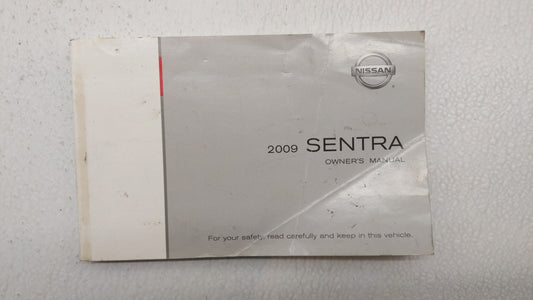 NISSAN
2009 SENTRA
OWNER'S MANUAL
For your safety, read carefully and keep in this vehicle.